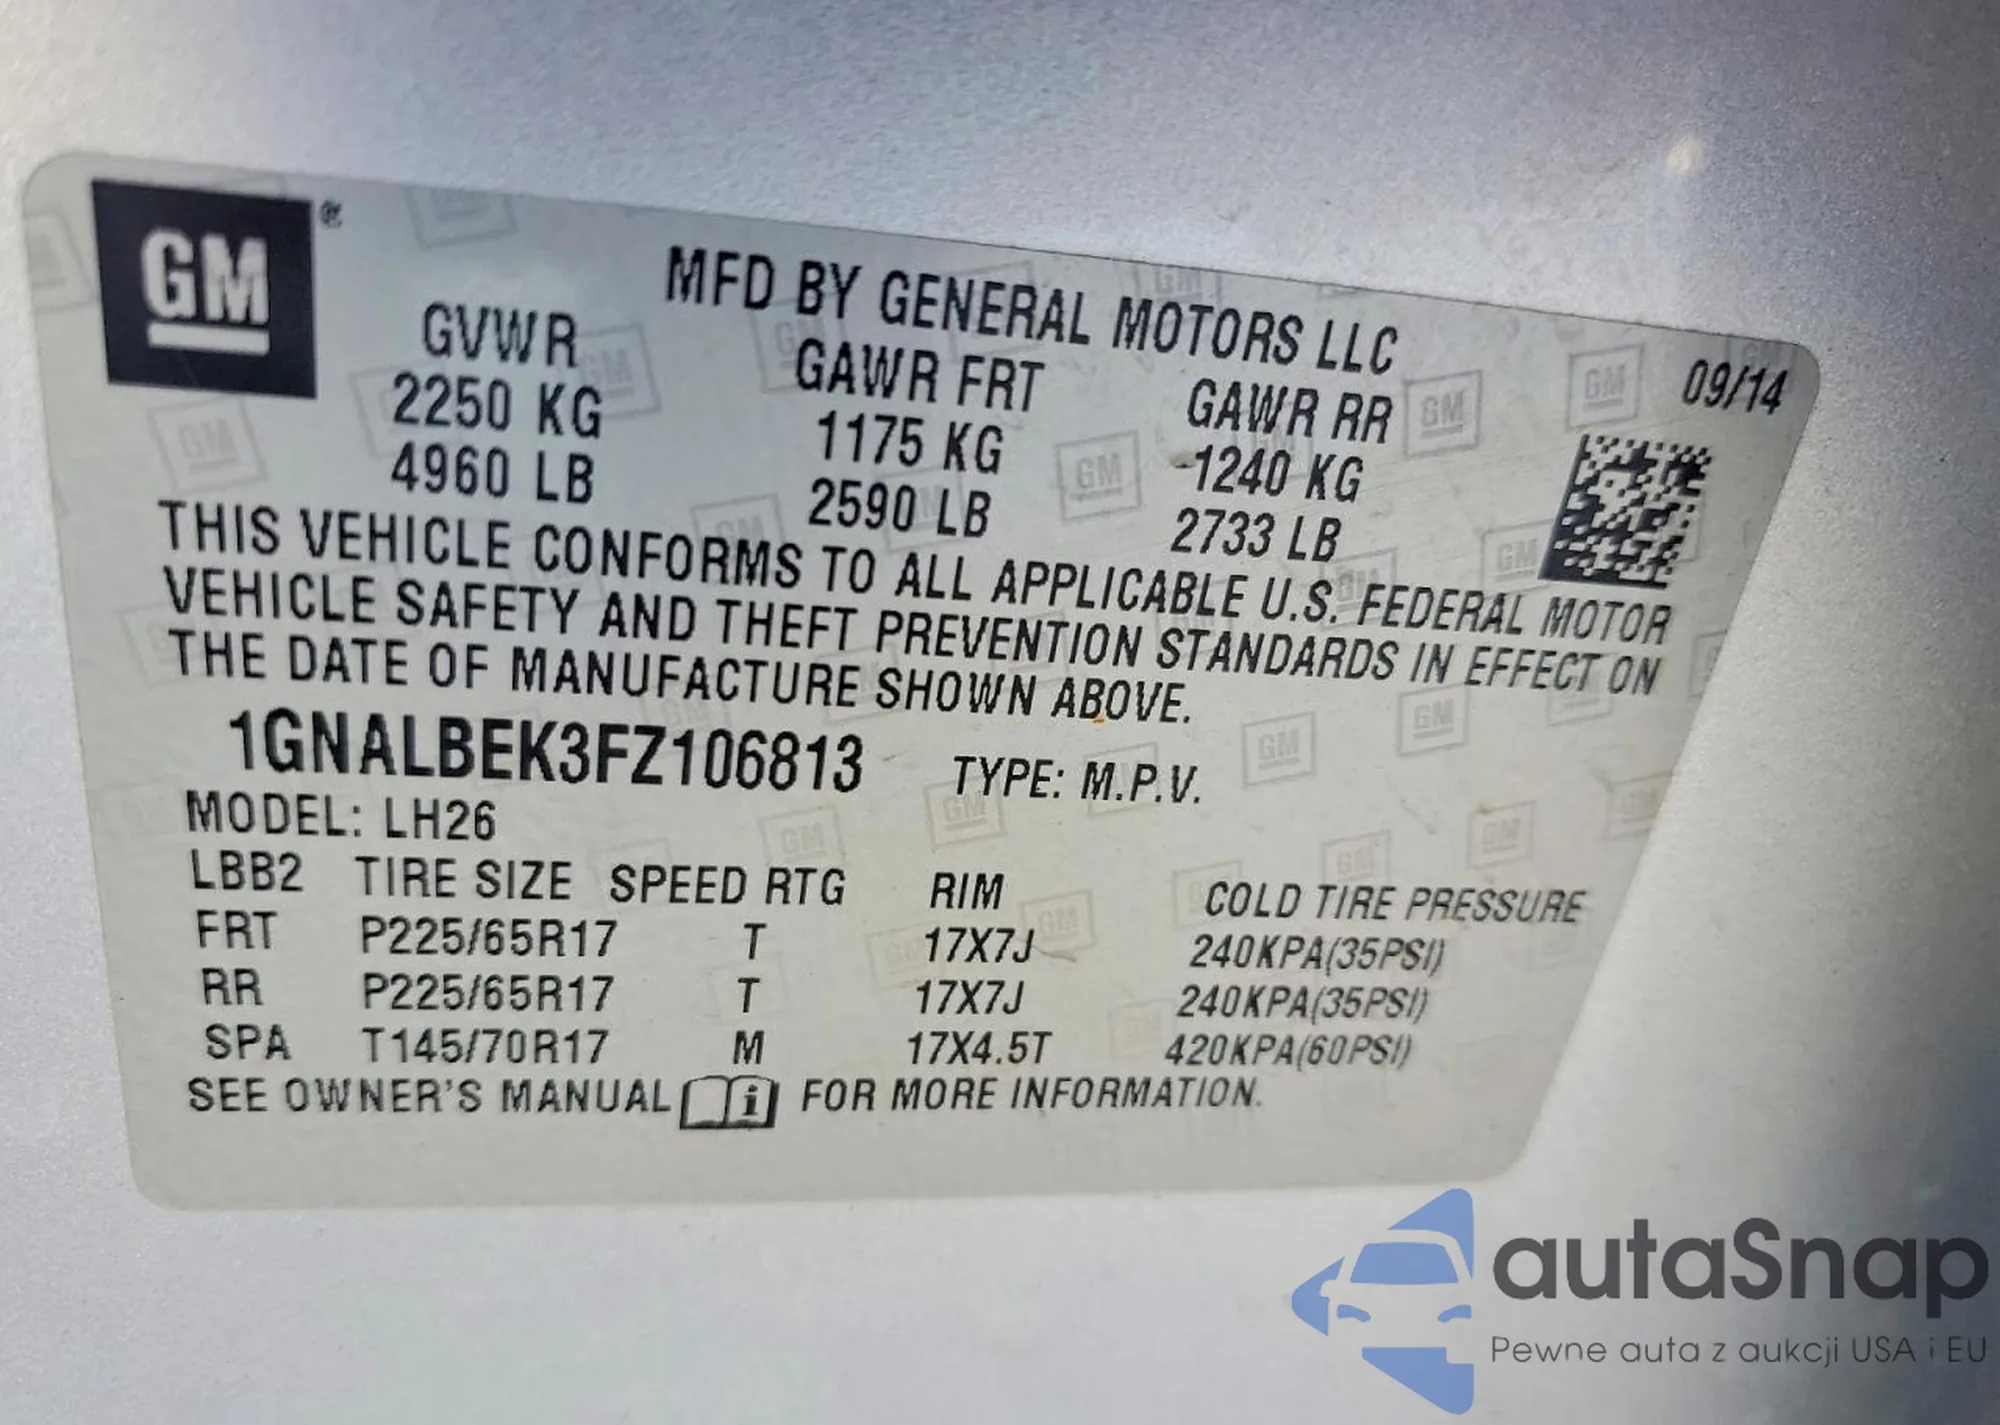 GM ®
MFD BY GENERAL MOTORS LLC
09/14
GVWR GAWR FRT GAWR RR
2250 KG 1175 KG 1240 KG
4960 LB 2590 LB 2733 LB
THIS VEHICLE CONFORMS TO ALL APPLICABLE U.S. FEDERAL MOTOR
VEHICLE SAFETY AND THEFT PREVENTION STANDARDS IN EFFECT ON
THE DATE OF MANUFACTURE SHOWN ABOVE.
1GNALBEK3FZ106813 TYPE: M.P.V.
MODEL: LH26
LBB2 TIRE SIZE SPEED RTG RIM COLD TIRE PRESSURE
FRT P225/65R17 T 17X7J 240KPA(35PSI)
RR P225/65R17 T 17X7J 240KPA(35PSI)
SPA T145/70R17 M 17X4.5T 420KPA(60PSI)
SEE OWNER'S MANUAL i FOR MORE INFORMATION.
autaSnap
Pewne auta z aukcji USA i EU